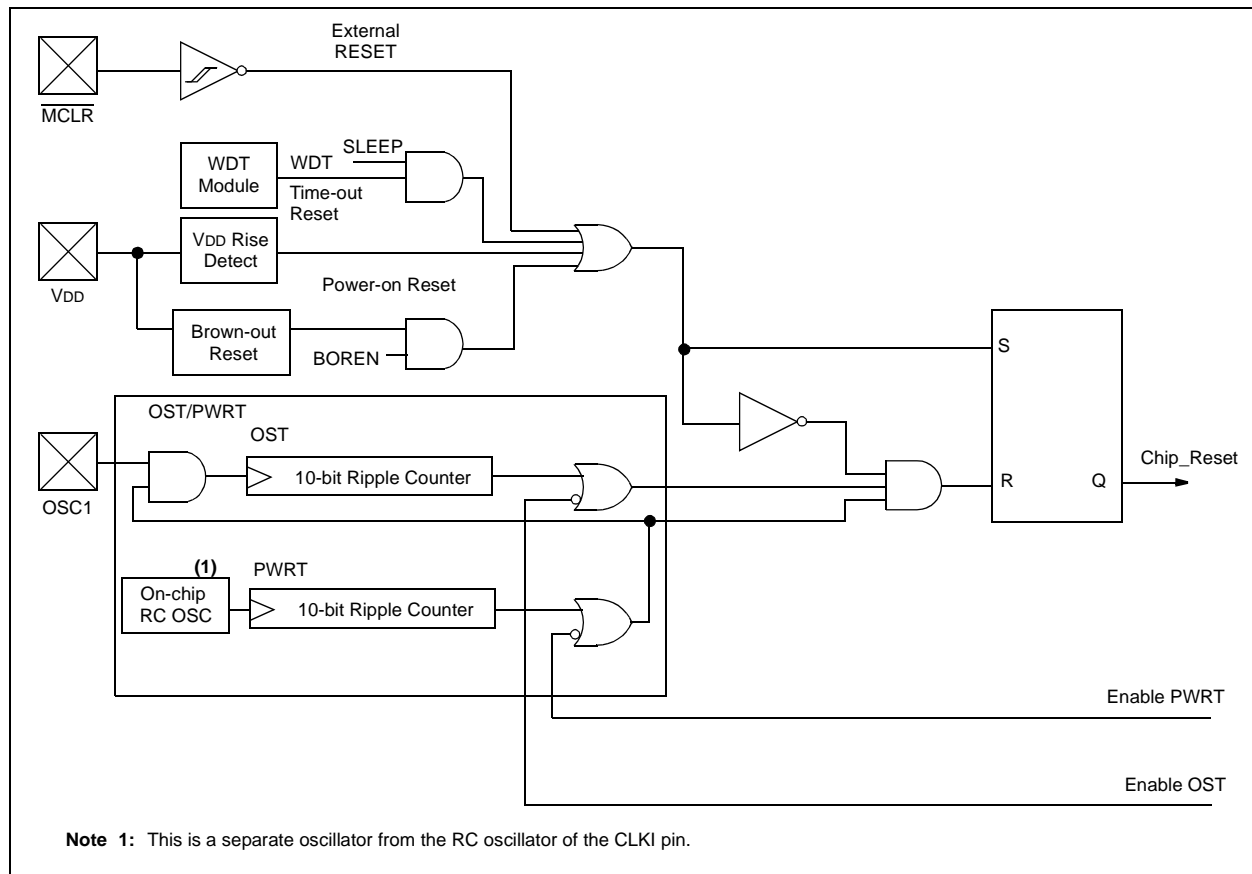 External
RESET
MCLR
SLEEP
WDT
Module
WDT
Time-out
Reset
VDD Rise
Detect
VDD
Power-on Reset
Brown-out
Reset
BOREN
S
OST/PWRT
OST
10-bit Ripple Counter
OSC1
Chip_Reset
R
Q
(1)
PWRT
On-chip
RC OSC
10-bit Ripple Counter
Enable PWRT
Enable OST
Note 1: This is a separate oscillator from the RC oscillator of the CLKI pin.